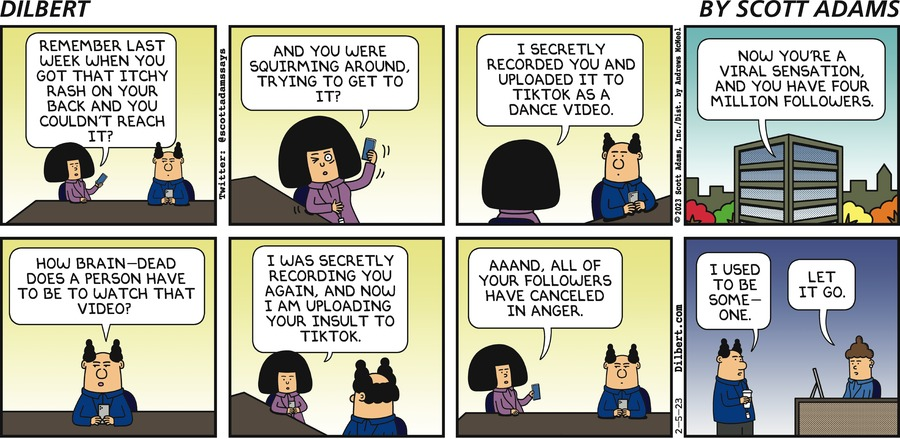 DILBERT
BY SCOTT ADAMS
REMEMBER LAST
WEEK WHEN YOU
GOT THAT ITCHY
RASH ON YOUR
BACK AND YOU
COULDN'T REACH
IT?
Twitter: @scottadamssays
AND YOU WERE
SQUIRMING AROUND,
TRYING TO GET TO
IT?
I SECRETLY
RECORDED YOU AND
UPLOADED IT TO
TIKTOK AS A
DANCE VIDEO.
©2023 Scott Adams, Inc./Dist. by Andrews McMeel
NOW YOU'RE A
VIRAL SENSATION,
AND YOU HAVE FOUR
MILLION FOLLOWERS.
HOW BRAIN-DEAD
DOES A PERSON HAVE
TO BE TO WATCH THAT
VIDEO?
I WAS SECRETLY
RECORDING YOU
AGAIN, AND NOW
I AM UPLOADING
YOUR INSULT TO
TIKTOK.
AAAND, ALL OF
YOUR FOLLOWERS
HAVE CANCELED
IN ANGER.
2-5-23 Dilbert.com
I USED
TO BE
SOME-
ONE.
LET
IT GO.